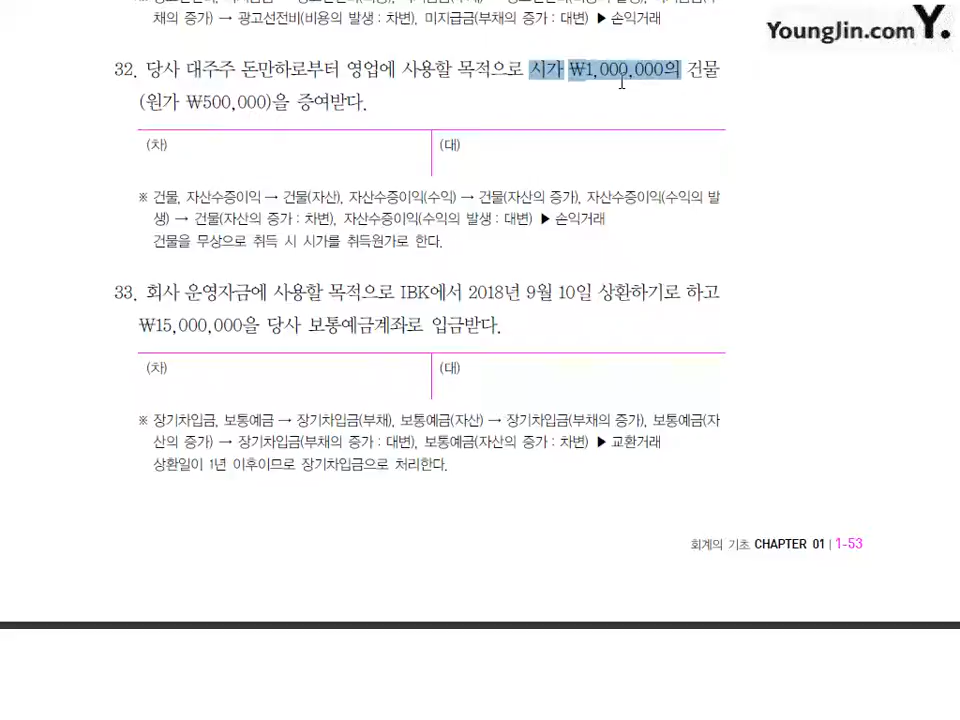 채의 증가) → 광고선전비(비용의 발생 : 차변), 미지급금(부채의 증가 : 대변) ▶ 손익거래
YoungJin.com Y.
32. 당사 대주주 돈만하로부터 영업에 사용할 목적으로 시가 ₩1,000,000의 건물
(원가 ₩500,000)을 증여받다.
(차) (대)
※ 건물, 자산수증이익 → 건물(자산), 자산수증이익(수익) → 건물(자산의 증가), 자산수증이익(수익의 발
생) → 건물(자산의 증가 : 차변), 자산수증이익(수익의 발생 : 대변) ▶ 손익거래
건물을 무상으로 취득 시 시가를 취득원가로 한다.
33. 회사 운영자금에 사용할 목적으로 IBK에서 2018년 9월 10일 상환하기로 하고
₩15,000,000을 당사 보통예금계좌로 입금받다.
(차) (대)
※ 장기차입금, 보통예금 → 장기차입금(부채), 보통예금(자산) → 장기차입금(부채의 증가), 보통예금(자
산의 증가) → 장기차입금(부채의 증가 : 대변), 보통예금(자산의 증가 : 차변) ▶ 교환거래
상환일이 1년 이후이므로 장기차입금으로 처리한다.
회계의 기초 CHAPTER 01 | 1-53